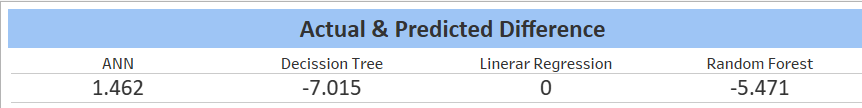 Actual & Predicted Difference
ANN Decission Tree Linerar Regression Random Forest
1.462 -7.015 0 -5.471